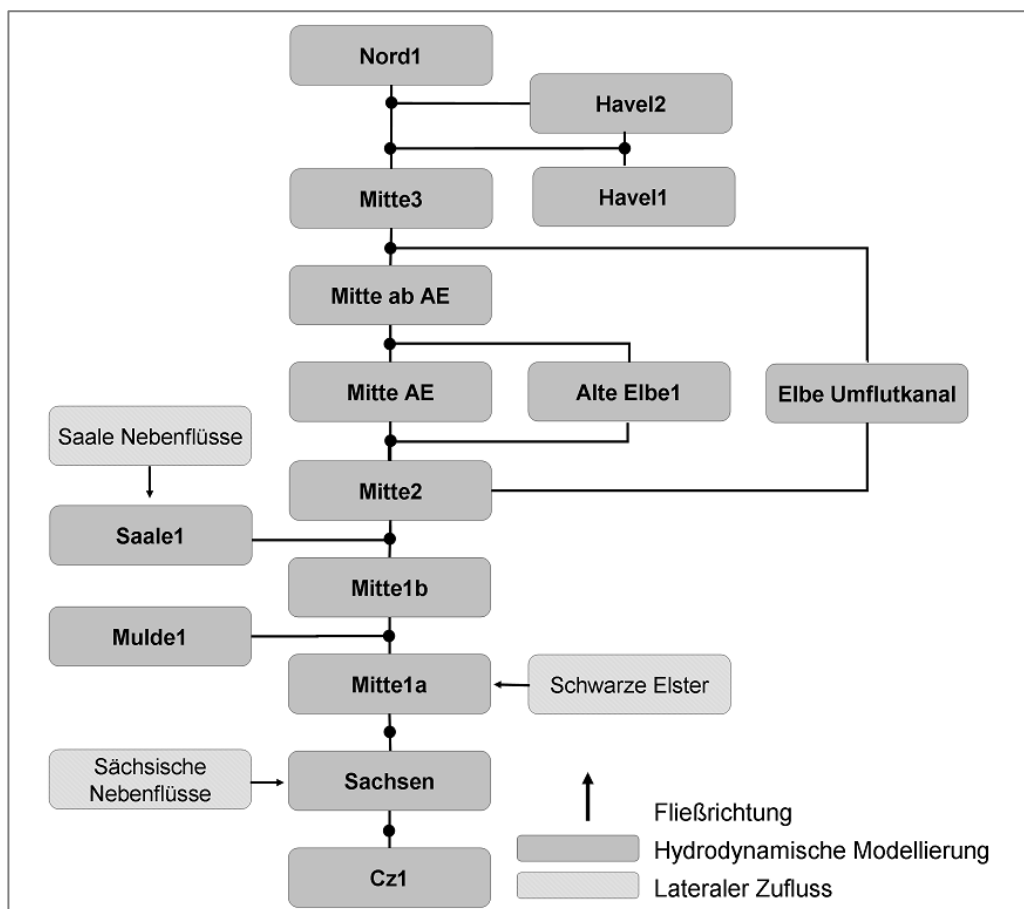 Nord1
Havel2
Mitte3
Havel1
Mitte ab AE
Mitte AE
Alte Elbe1
Elbe Umflutkanal
Saale Nebenflüsse
Mitte2
Saale1
Mitte1b
Mulde1
Mitte1a
Schwarze Elster
Sächsische
Nebenflüsse
Sachsen
Cz1
Fließrichtung
Hydrodynamische Modellierung
Lateraler Zufluss